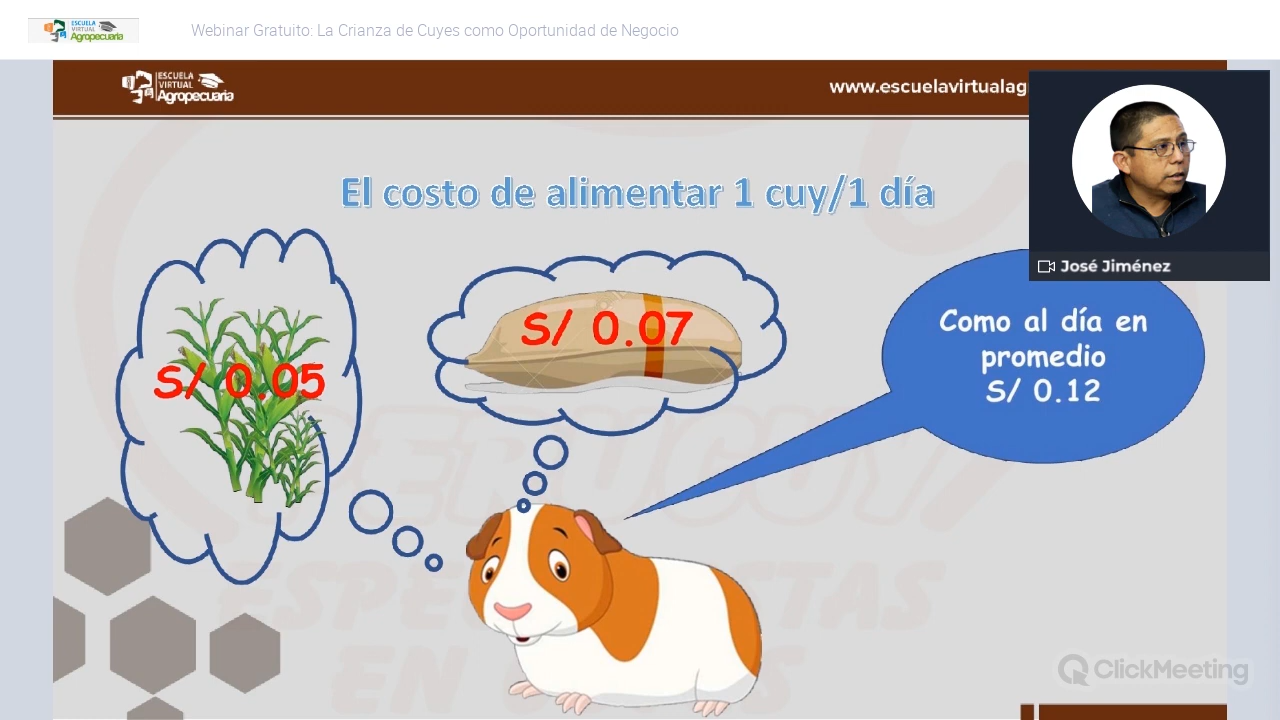 ESCUELA
VIRTUAL
Agropecuaria
Webinar Gratuito: La Crianza de Cuyes como Oportunidad de Negocio
ESCUELA
VIRTUAL
Agropecuaria
www.escuelavirtualag
José Jiménez
El costo de alimentar 1 cuy/1 día
S/ 0.05
S/ 0.07
Como al día en
promedio
S/ 0.12
PERUCUY
EN
ClickMeeting